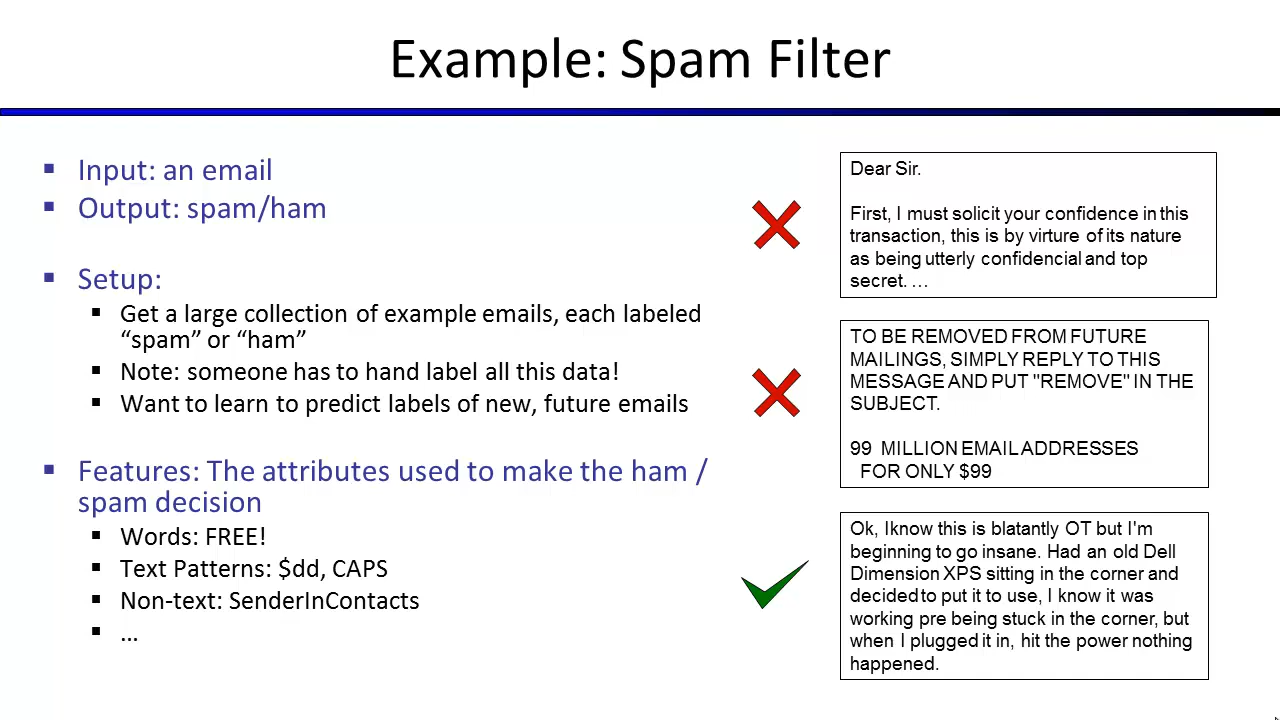 Example: Spam Filter
Input: an email
Output: spam/ham
Setup:
Get a large collection of example emails, each labeled
“spam” or “ham”
Note: someone has to hand label all this data!
Want to learn to predict labels of new, future emails
Features: The attributes used to make the ham /
spam decision
Words: FREE!
Text Patterns: $dd, CAPS
Non-text: SenderInContacts
…
Dear Sir.
First, I must solicit your confidence in this
transaction, this is by virture of its nature
as being utterly confidencial and top
secret. …
TO BE REMOVED FROM FUTURE
MAILINGS, SIMPLY REPLY TO THIS
MESSAGE AND PUT "REMOVE" IN THE
SUBJECT.
99 MILLION EMAIL ADDRESSES
FOR ONLY $99
Ok, Iknow this is blatantly OT but I'm
beginning to go insane. Had an old Dell
Dimension XPS sitting in the corner and
decided to put it to use, I know it was
working pre being stuck in the corner, but
when I plugged it in, hit the power nothing
happened.